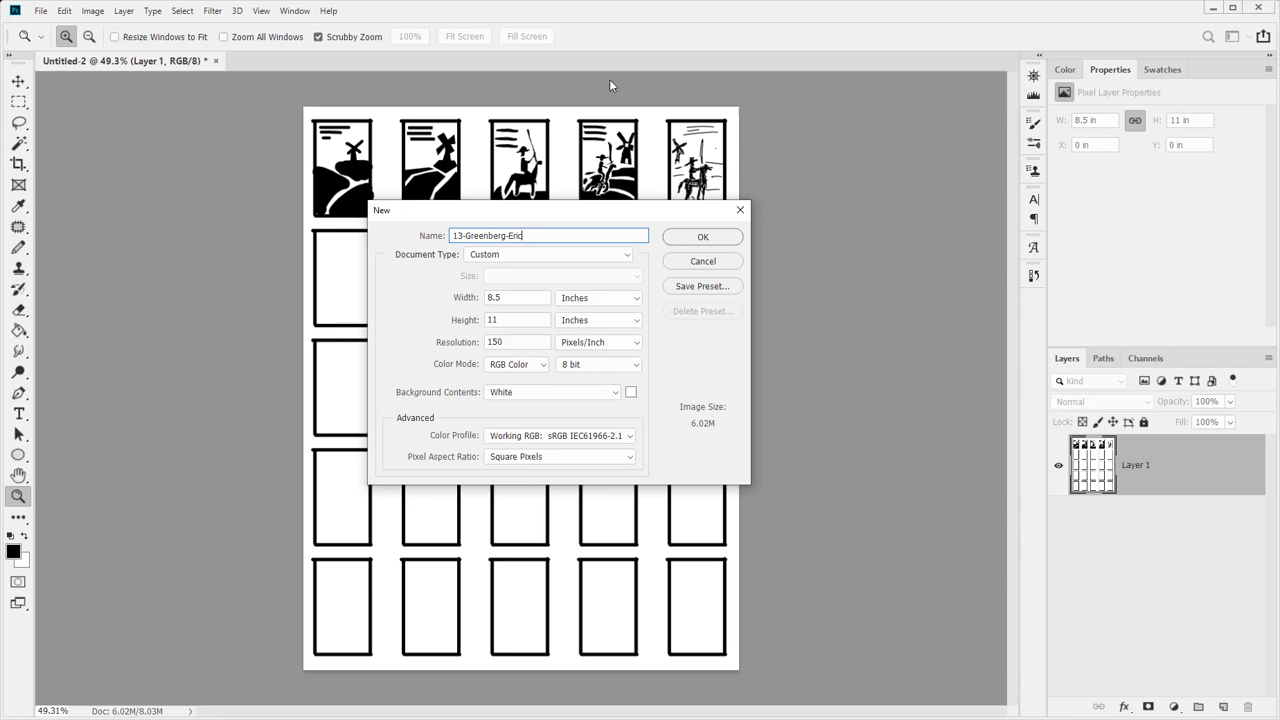 Ps File Edit Image Layer Type Select Filter 3D View Window Help
Resize Windows to Fit Zoom All Windows Scrubby Zoom 100% Fit Screen Fill Screen
Untitled-2 @ 49.3% (Layer 1, RGB/8) * ×
Color Properties Swatches
Pixel Layer Properties
W: 8.5 in H: 11 in
X: 0 in Y: 0 in
New
Name: 13-Greenberg-Eric OK
Document Type: Custom Cancel
Size:
Save Preset...
Width: 8.5 Inches
Delete Preset...
Height: 11 Inches
Resolution: 150 Pixels/Inch
Color Mode: RGB Color 8 bit
Background Contents: White
Image Size:
6.02M
Advanced
Color Profile: Working RGB: sRGB IEC61966-2.1
Pixel Aspect Ratio: Square Pixels
Layers Paths Channels
Kind
Normal Opacity: 100%
Lock: Fill: 100%
Layer 1
fx
49.31% Doc: 6.02M/8.03M